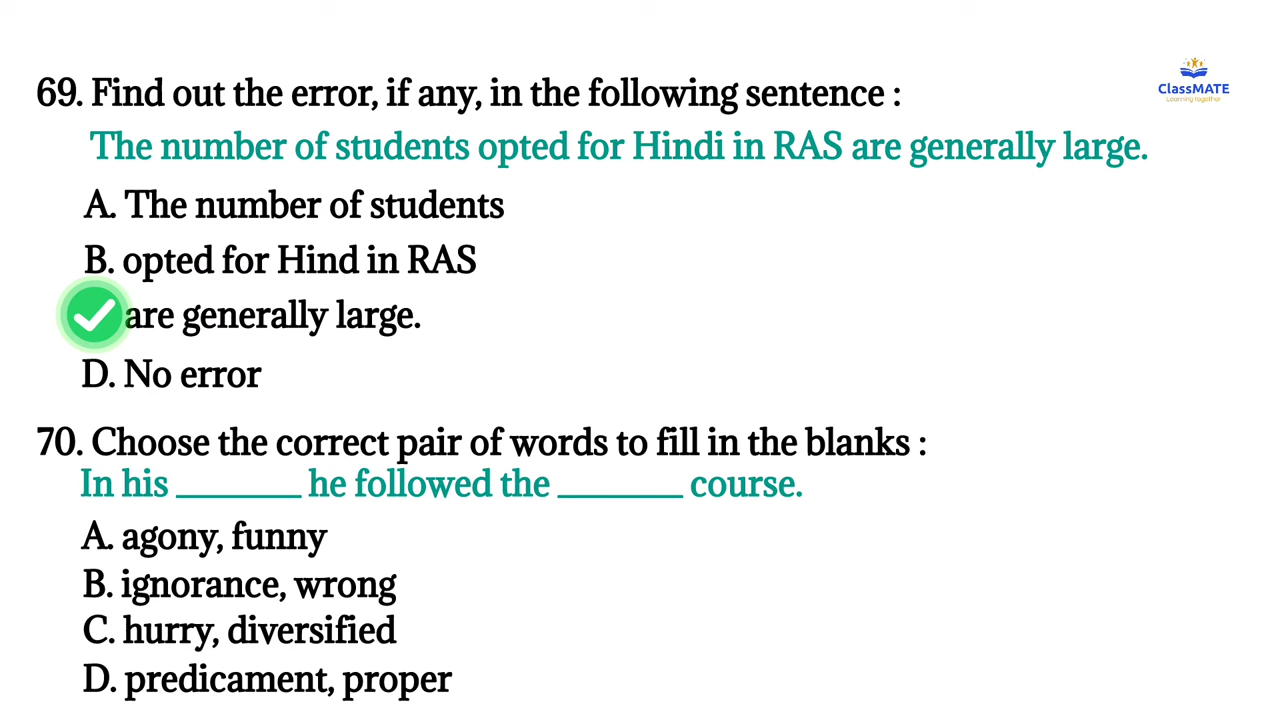 69. Find out the error, if any, in the following sentence :
ClassMATE
Learning together
The number of students opted for Hindi in RAS are generally large.
A. The number of students
B. opted for Hind in RAS
are generally large.
D. No error
70. Choose the correct pair of words to fill in the blanks :
In his ________ he followed the ________ course.
A. agony, funny
B. ignorance, wrong
C. hurry, diversified
D. predicament, proper